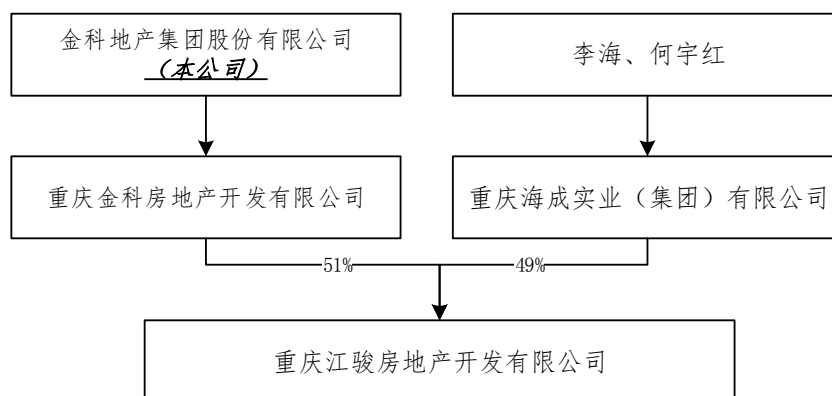 金科地产集团股份有限公司
（本公司）
李海、何宇红
重庆金科房地产开发有限公司
重庆海成实业（集团）有限公司
51%
49%
重庆江骏房地产开发有限公司